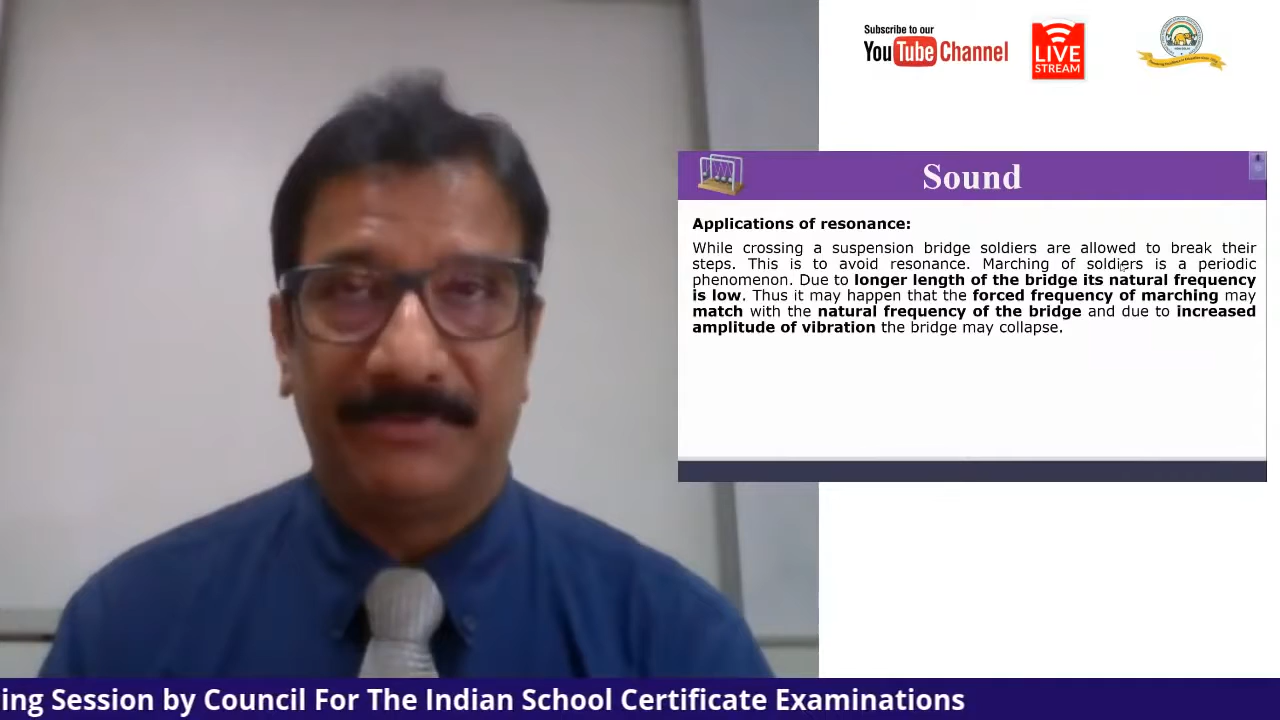 Subscribe to our
YouTube Channel
LIVE
STREAM
Sound
Applications of resonance:
While crossing a suspension bridge soldiers are allowed to break their
steps. This is to avoid resonance. Marching of soldiers is a periodic
phenomenon. Due to longer length of the bridge its natural frequency
is low. Thus it may happen that the forced frequency of marching may
match with the natural frequency of the bridge and due to increased
amplitude of vibration the bridge may collapse.
ing Session by Council For The Indian School Certificate Examinations